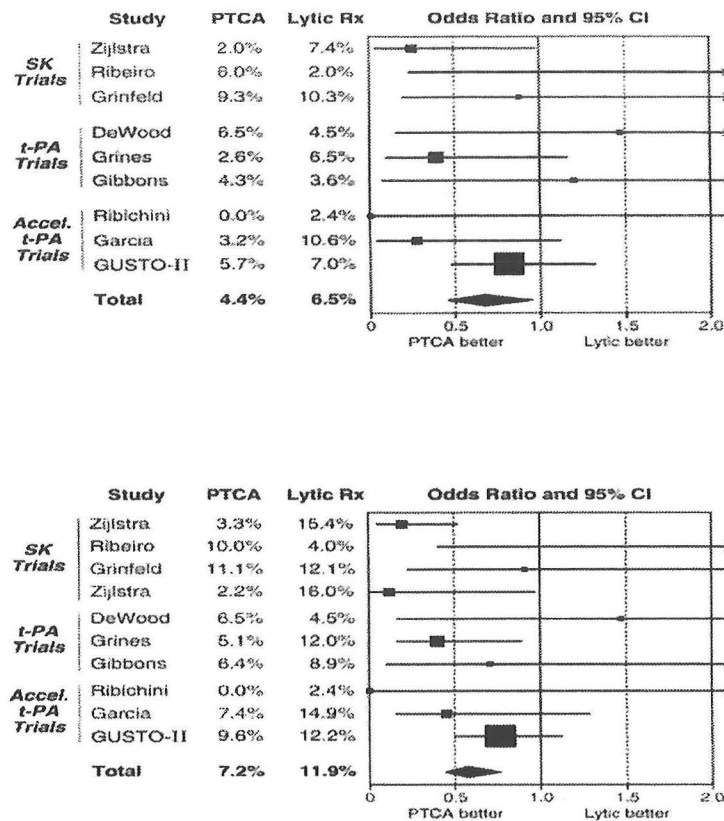 Study PTCA Lytic Rx Odds Ratio and 95% CI
SK Trials
Zijlstra 2.0% 7.4%
Ribeiro 6.0% 2.0%
Grinfeld 9.3% 10.3%
t-PA Trials
DeWood 6.5% 4.5%
Grines 2.6% 6.5%
Gibbons 4.3% 3.6%
Accel. t-PA Trials
Ribichini 0.0% 2.4%
Garcia 3.2% 10.6%
GUSTO-II 5.7% 7.0%
Total 4.4% 6.5%
0 0.5 1.0 1.5 2.0
PTCA better Lytic better
Study PTCA Lytic Rx Odds Ratio and 95% CI
SK Trials
Zijlstra 3.3% 15.4%
Ribeiro 10.0% 4.0%
Grinfeld 11.1% 12.1%
Zijlstra 2.2% 16.0%
t-PA Trials
DeWood 6.5% 4.5%
Grines 5.1% 12.0%
Gibbons 6.4% 8.9%
Accel. t-PA Trials
Ribichini 0.0% 2.4%
Garcia 7.4% 14.9%
GUSTO-II 9.6% 12.2%
Total 7.2% 11.9%
0 0.5 1.0 1.5 2.0
PTCA better Lytic better